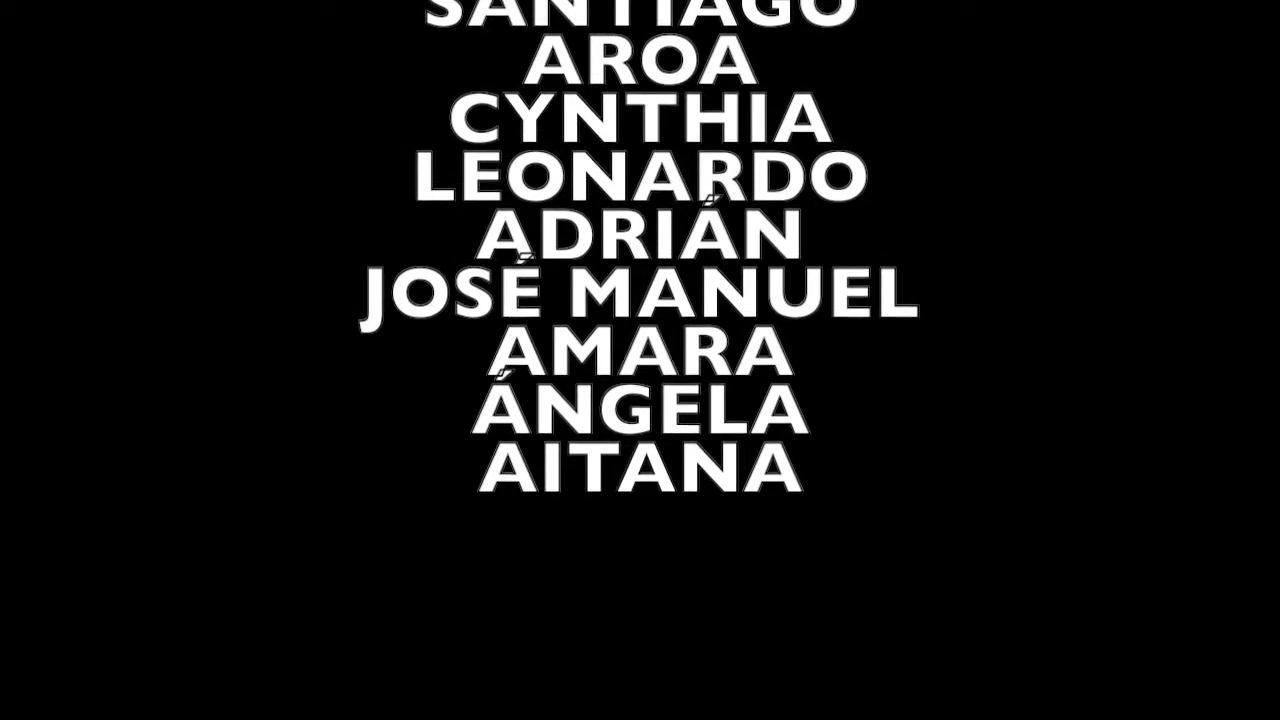 SANTIAGO
AROA
CYNTHIA
LEONARDO
ADRIÁN
JOSÉ MANUEL
AMARA
ÁNGELA
AITANA